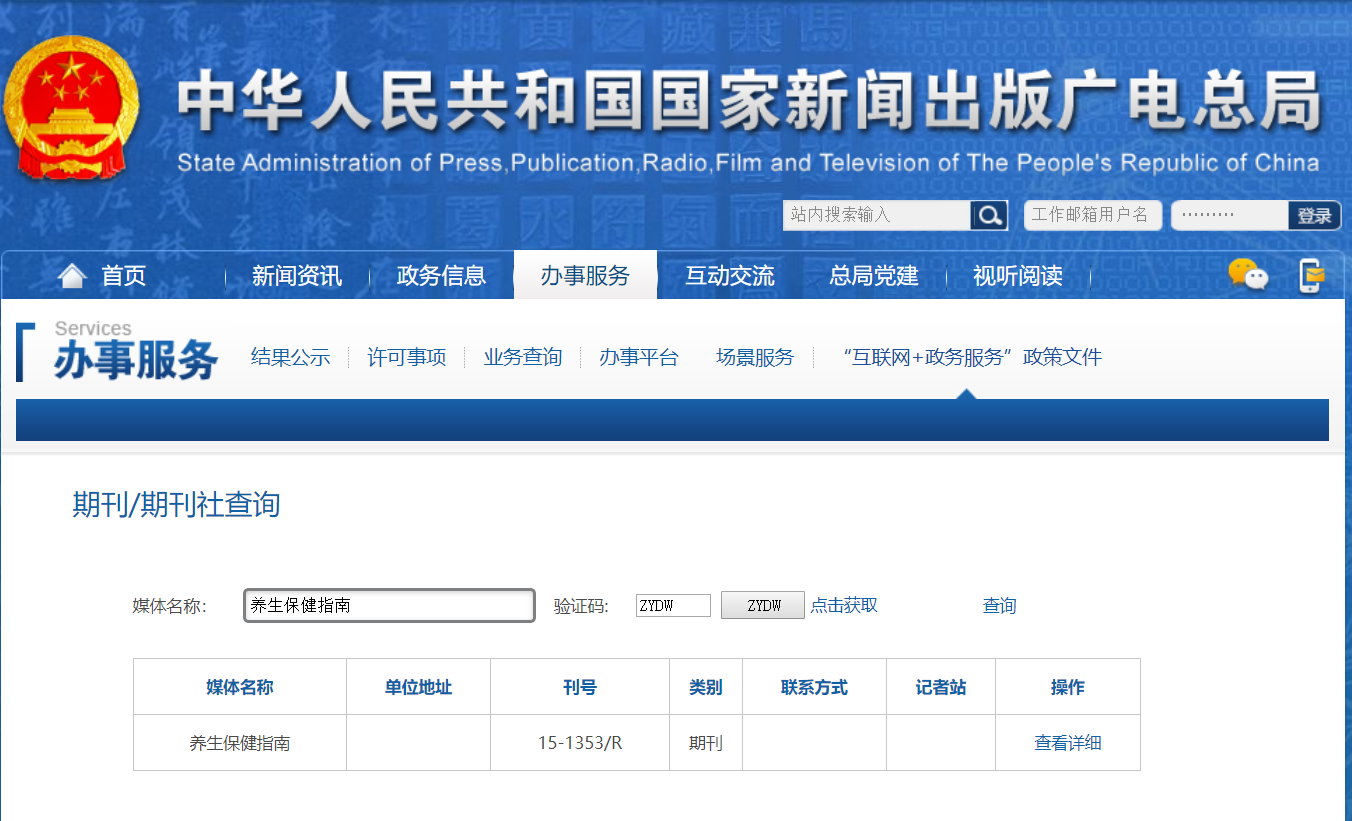 中华人民共和国国家新闻出版广电总局
State Administration of Press,Publication,Radio,Film and Television of The People's Republic of China
站内搜索输入 工作邮箱用户名 ········· 登录
首页 新闻资讯 政务信息 办事服务 互动交流 总局党建 视听阅读
Services
办事服务 结果公示 许可事项 业务查询 办事平台 场景服务 “互联网+政务服务”政策文件
期刊/期刊社查询
媒体名称: 养生保健指南 验证码: ZYDW ZYDW 点击获取 查询
媒体名称 单位地址 刊号 类别 联系方式 记者站 操作
养生保健指南 15-1353/R 期刊 查看详细